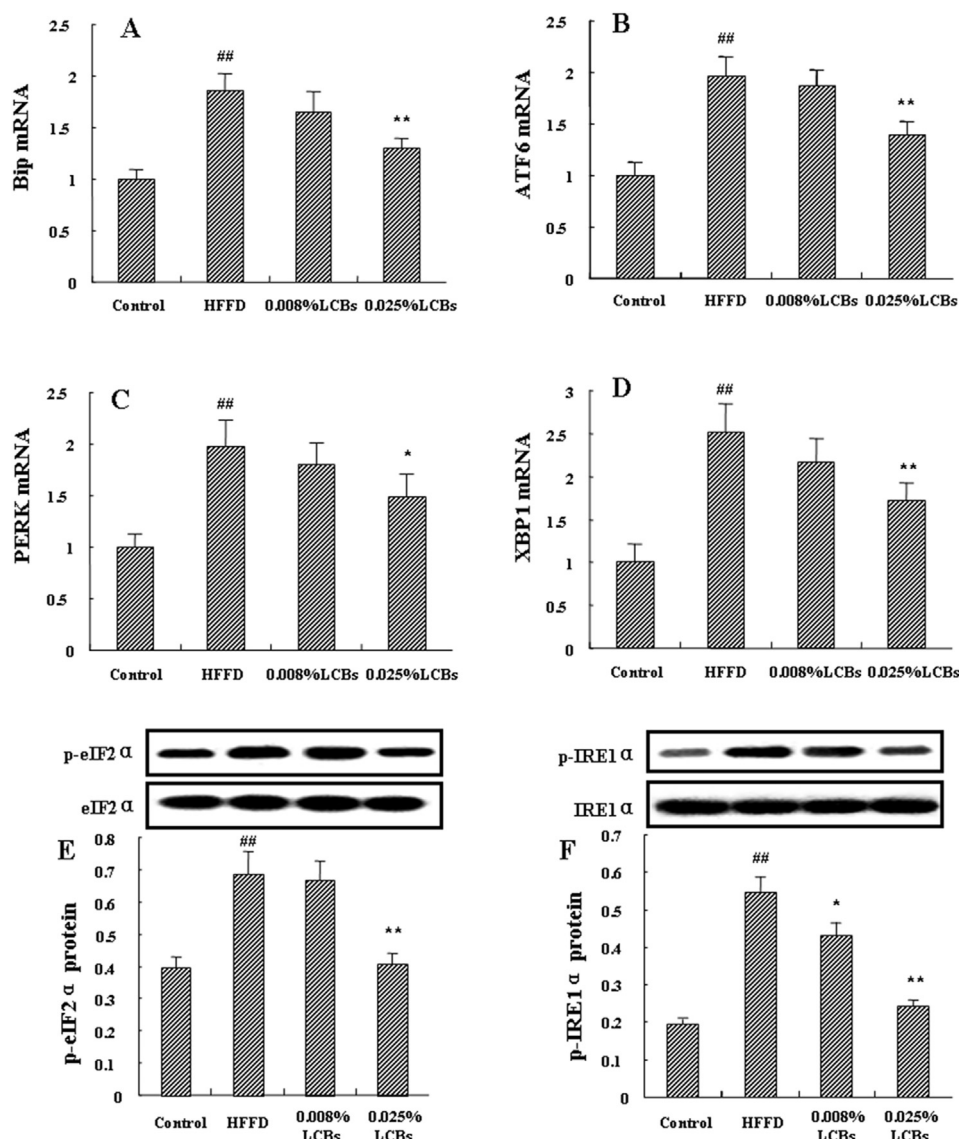 A
Bip mRNA
2.5
2
1.5
1
0.5
0
##
**
Control HFFD 0.008%LCBs 0.025%LCBs
B
ATF6 mRNA
2.5
2
1.5
1
0.5
0
##
**
Control HFFD 0.008%LCBs 0.025%LCBs
C
PERK mRNA
2.5
2
1.5
1
0.5
0
##
*
Control HFFD 0.008%LCBs 0.025%LCBs
D
XBP1 mRNA
3
2.5
2
1.5
1
0.5
0
##
**
Control HFFD 0.008%LCBs 0.025%LCBs
p-eIF2 α
eIF2 α
E
p-eIF2 α protein
0.8
0.7
0.6
0.5
0.4
0.3
0.2
0.1
0
##
**
Control HFFD 0.008% 0.025%
LCBs LCBs
p-IRE1 α
IRE1 α
F
p-IRE1 α protein
0.7
0.6
0.5
0.4
0.3
0.2
0.1
0
##
*
**
Control HFFD 0.008% 0.025%
LCBs LCBs